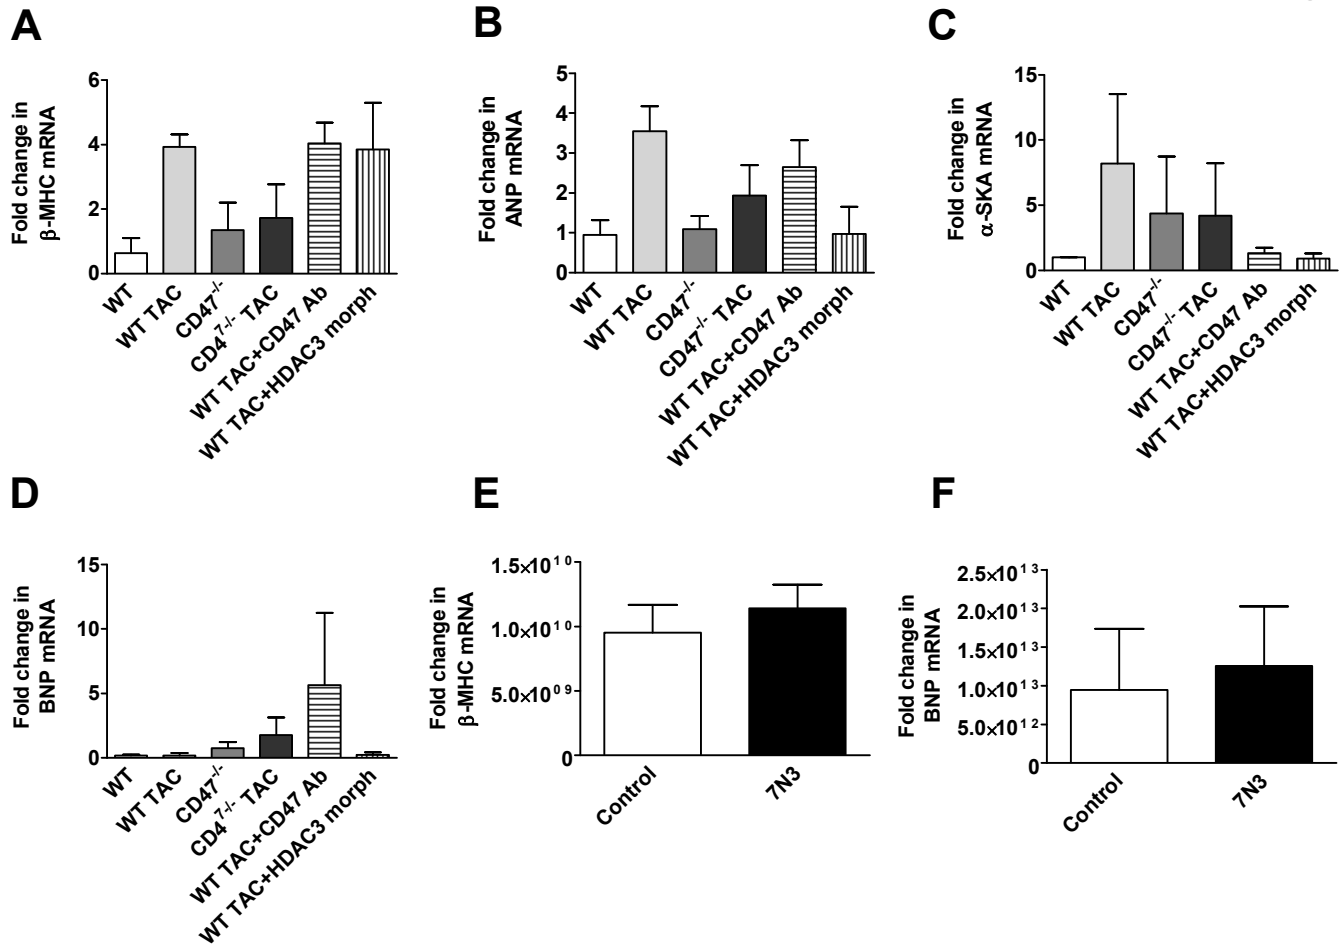 A
Fold change in
β-MHC mRNA
6
4
2
0
WT
WT TAC
CD47-/-
CD47-/- TAC
WT TAC+CD47 Ab
WT TAC+HDAC3 morph
B
Fold change in
ANP mRNA
5
4
3
2
1
0
WT
WT TAC
CD47-/-
CD47-/- TAC
WT TAC+CD47 Ab
WT TAC+HDAC3 morph
C
Fold change in
α-SKA mRNA
15
10
5
0
WT
WT TAC
CD47-/-
CD47-/- TAC
WT TAC+CD47 Ab
WT TAC+HDAC3 morph
D
Fold change in
BNP mRNA
15
10
5
0
WT
WT TAC
CD47-/-
CD47-/- TAC
WT TAC+CD47 Ab
WT TAC+HDAC3 morph
E
Fold change in
β-MHC mRNA
1.5×10^10
1.0×10^10
5.0×10^09
0
Control
7N3
F
Fold change in
BNP mRNA
2.5×10^13
2.0×10^13
1.5×10^13
1.0×10^13
5.0×10^12
0
Control
7N3